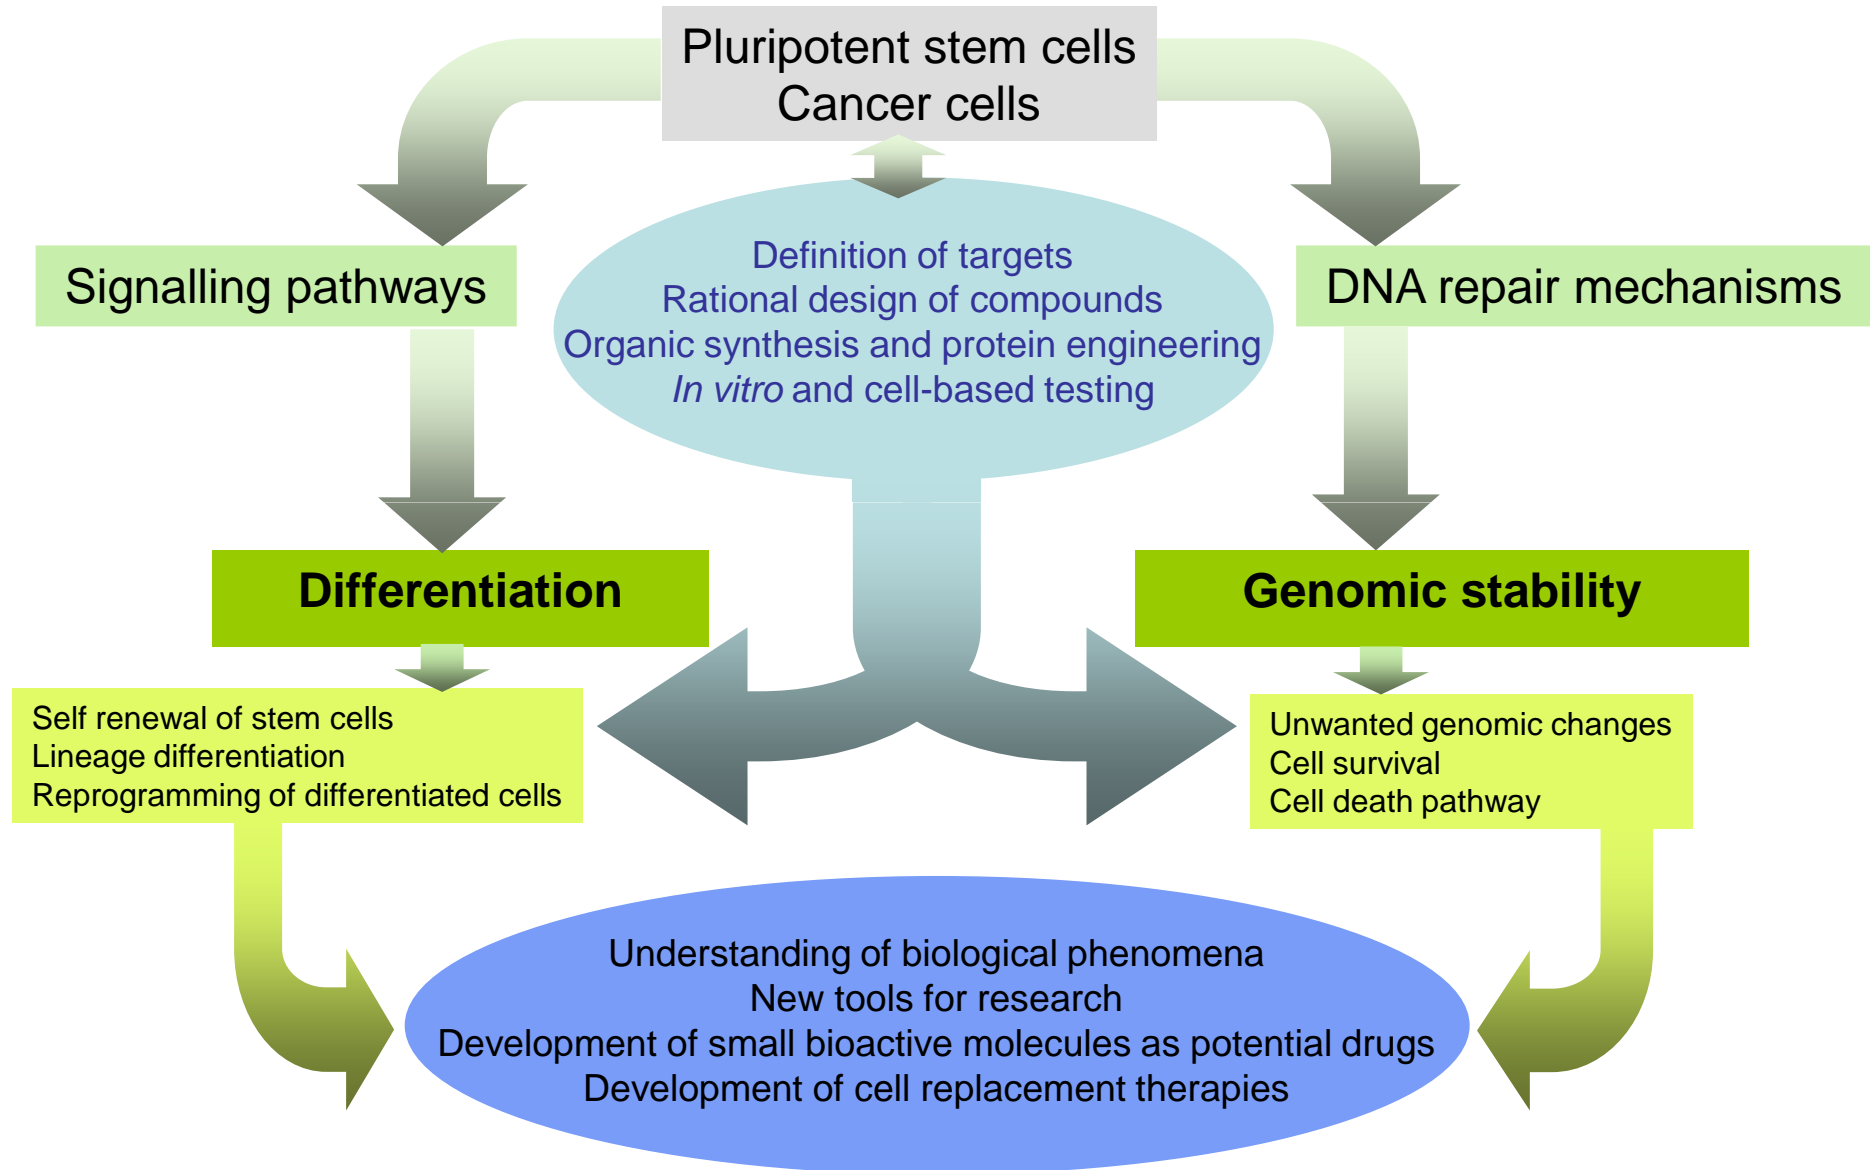 Pluripotent stem cells
Cancer cells
Signalling pathways
Definition of targets
Rational design of compounds
Organic synthesis and protein engineering
In vitro and cell-based testing
DNA repair mechanisms
Differentiation
Genomic stability
Self renewal of stem cells
Lineage differentiation
Reprogramming of differentiated cells
Unwanted genomic changes
Cell survival
Cell death pathway
Understanding of biological phenomena
New tools for research
Development of small bioactive molecules as potential drugs
Development of cell replacement therapies